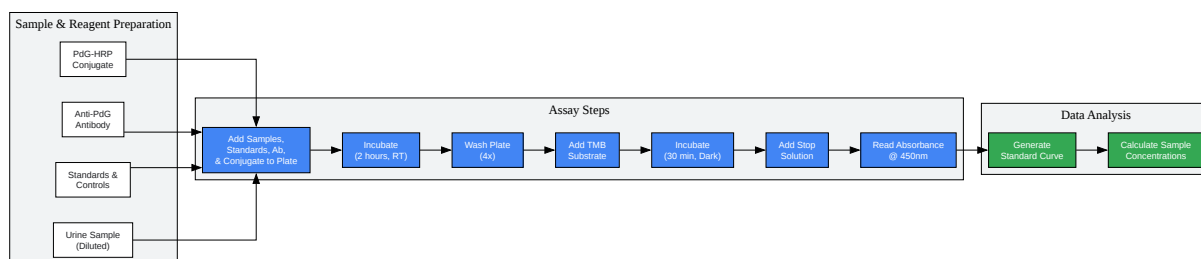 Sample & Reagent Preparation
PdG-HRP
Conjugate
Anti-PdG
Antibody
Standards &
Controls
Urine Sample
(Diluted)
Assay Steps
Add Samples,
Standards, Ab,
& Conjugate to Plate
Incubate
(2 hours, RT)
Wash Plate
(4x)
Add TMB
Substrate
Incubate
(30 min, Dark)
Add Stop
Solution
Read Absorbance
@ 450nm
Data Analysis
Generate
Standard Curve
Calculate Sample
Concentrations